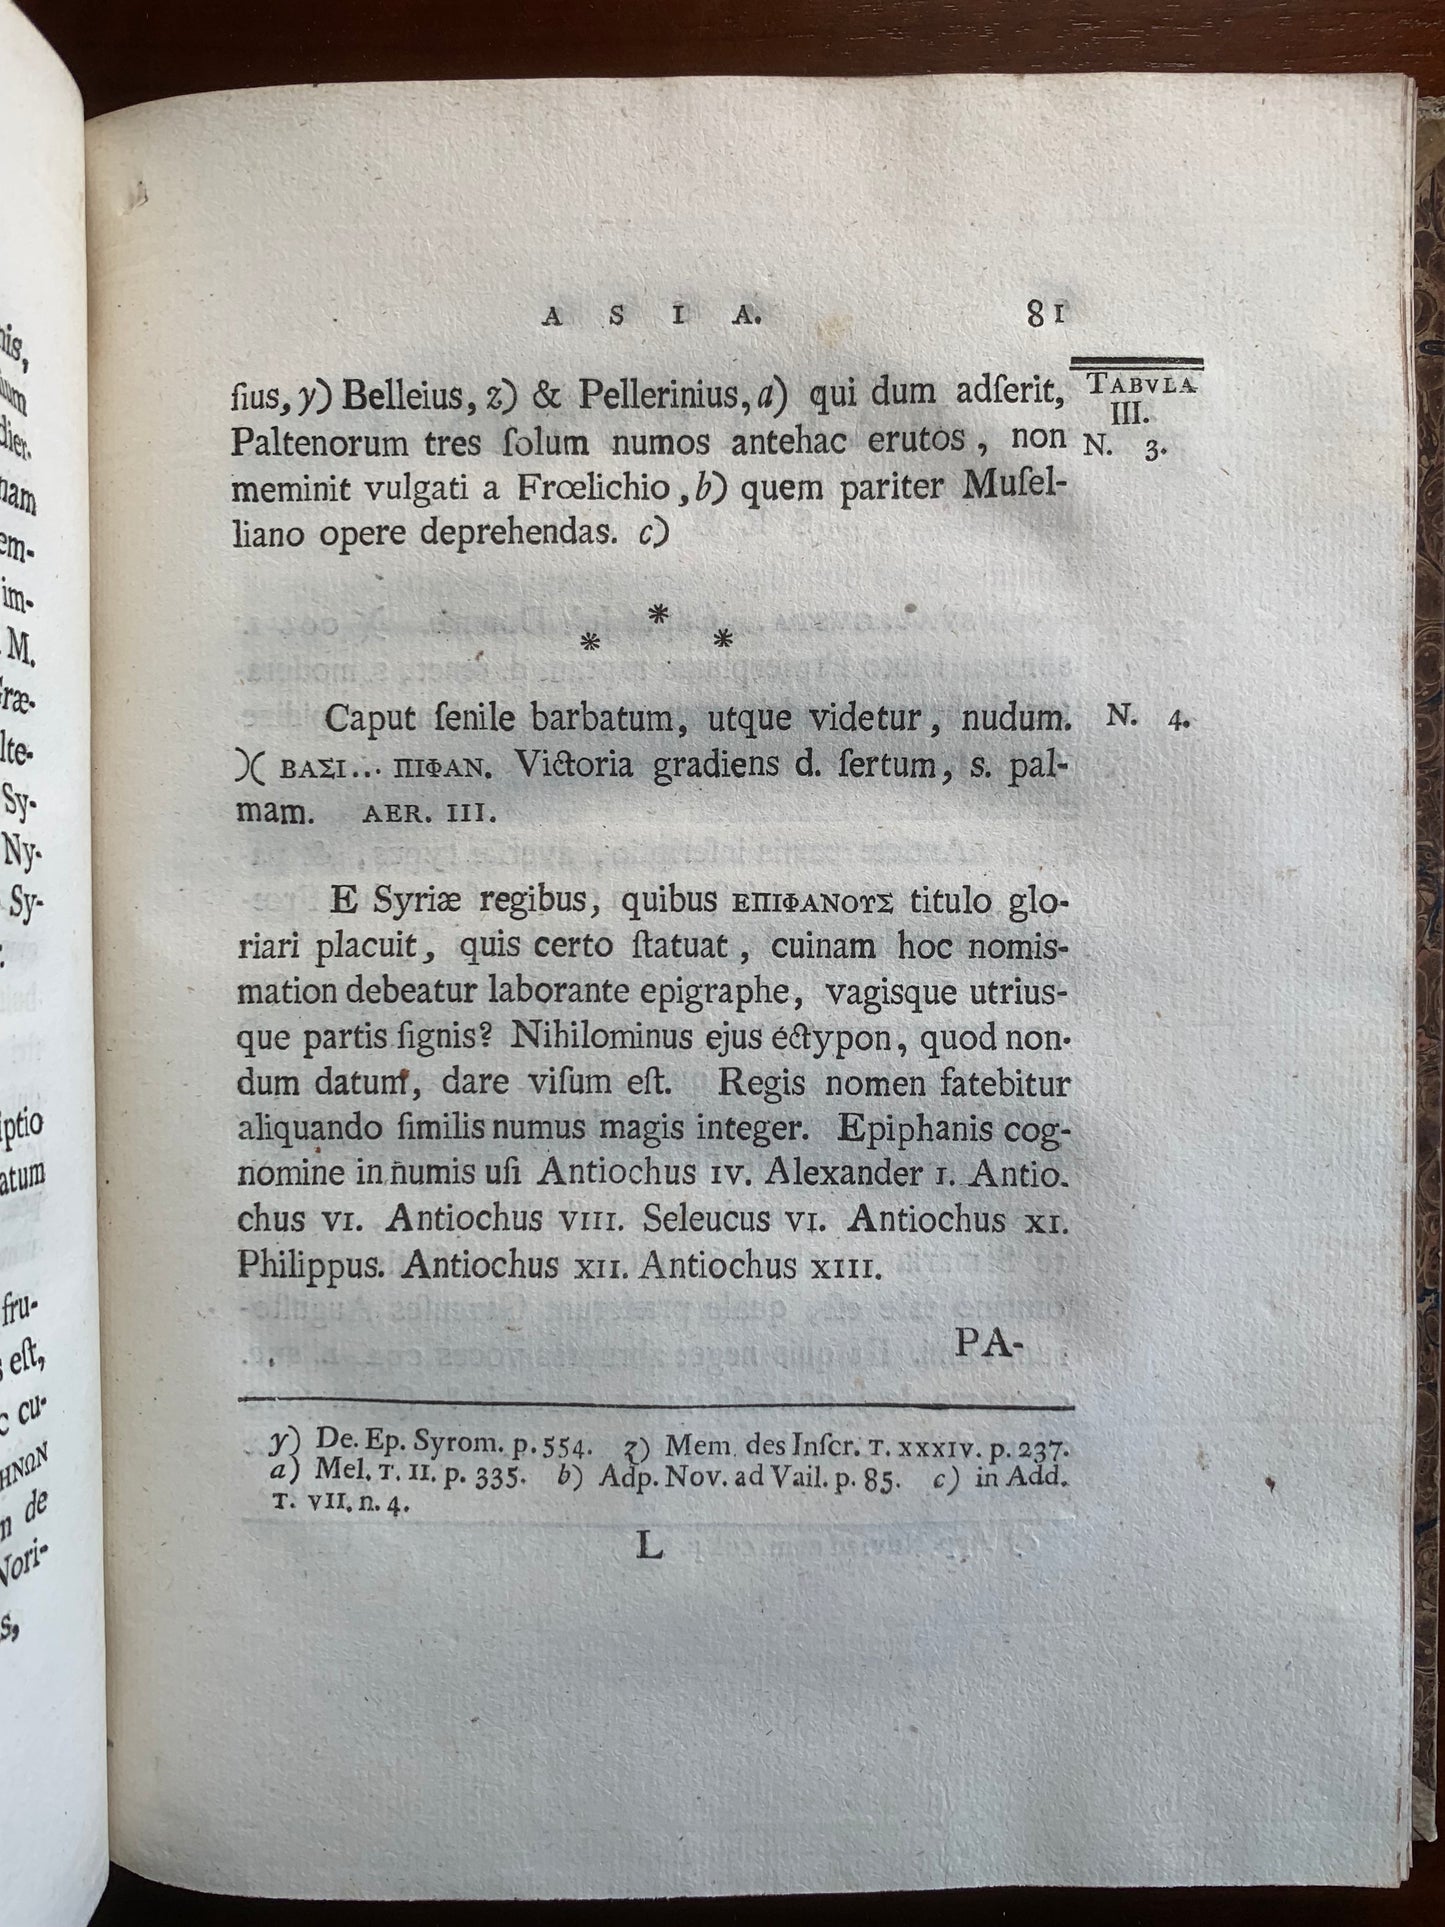 ASIA. 81
ſius, y) Belleius, z) & Pellerinius, a) qui dum adſerit,
Paltenorum tres ſolum numos antehac erutos, non
meminit vulgati a Frœlichio, b) quem pariter Muſel-
liano opere deprehendas. c)
TABVLA
III.
N. 3.
* * *
Caput ſenile barbatum, utque videtur, nudum.
)( ΒΑΣΙ... ΠΙΦΑΝ. Victoria gradiens d. ſertum, s. pal-
mam. AER. III.
N. 4.
E Syriæ regibus, quibus ΕΠΙΦΑΝΟΥΣ titulo glo-
riari placuit, quis certo ſtatuat, cuinam hoc nomis-
mation debeatur laborante epigraphe, vagisque utrius-
que partis ſignis? Nihilominus ejus éctypon, quod non-
dum datum, dare viſum eſt. Regis nomen fatebitur
aliquando ſimilis numus magis integer. Epiphanis cog-
nomine in numis uſi Antiochus IV. Alexander I. Antio-
chus VI. Antiochus VIII. Seleucus VI. Antiochus XI.
Philippus. Antiochus XII. Antiochus XIII.
PA-
y) De. Ep. Syrom. p. 554. z) Mem des Inſcr. T. XXXIV. p. 237.
a) Mel. T. II. p. 335. b) Adp. Nov. ad Vail. p. 85. c) in Add.
T. VII. n. 4.
L